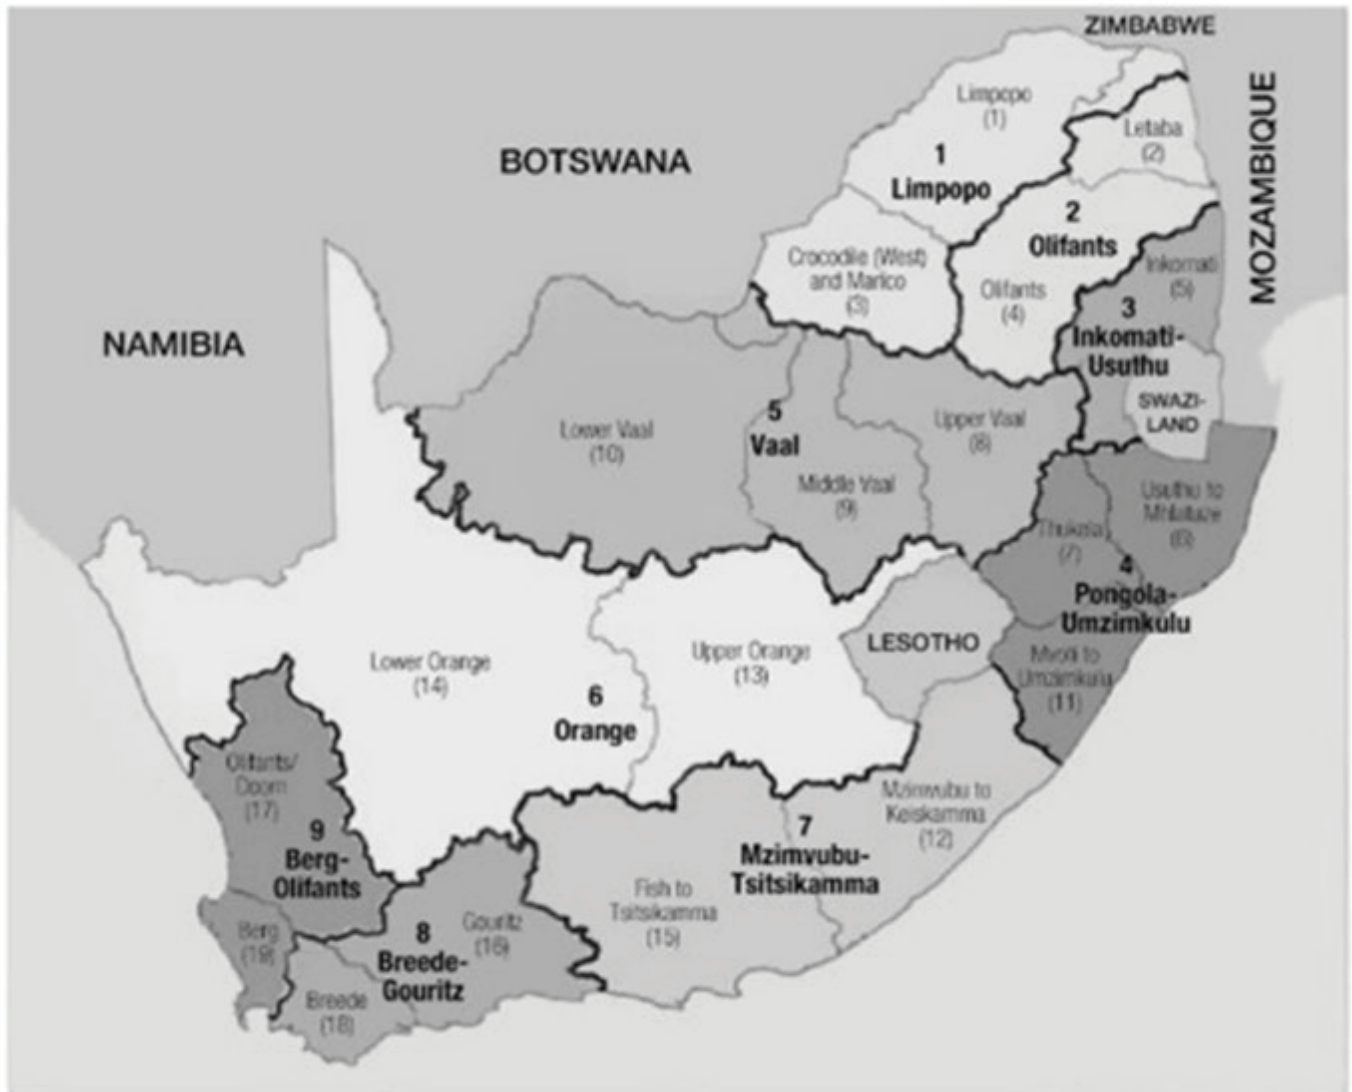 ZIMBABWE
MOZAMBIQUE
BOTSWANA
NAMIBIA
Limpopo
(1)
1
Limpopo
Letaba
(2)
2
Olifants
Crocodile (West)
and Marico
(3)
Olifants
(4)
Inkomati
(5)
3
Inkomati-
Usuthu
SWAZI-
LAND
Lower Vaal
(10)
5
Vaal
Upper Vaal
(8)
Middle Vaal
(9)
Usuthu to
Mhlatuze
(6)
Thukela
(7)
4
Pongola-
Umzimkulu
LESOTHO
Mvoti to
Umzimkulu
(11)
Lower Orange
(14)
6
Orange
Upper Orange
(13)
Olifants/
Doorn
(17)
9
Berg-
Olifants
Mzimvubu to
Keiskamma
(12)
7
Mzimvubu-
Tsitsikamma
Fish to
Tsitsikamma
(15)
Gouritz
(16)
8
Breede-
Gouritz
Berg
(19)
Breede
(18)